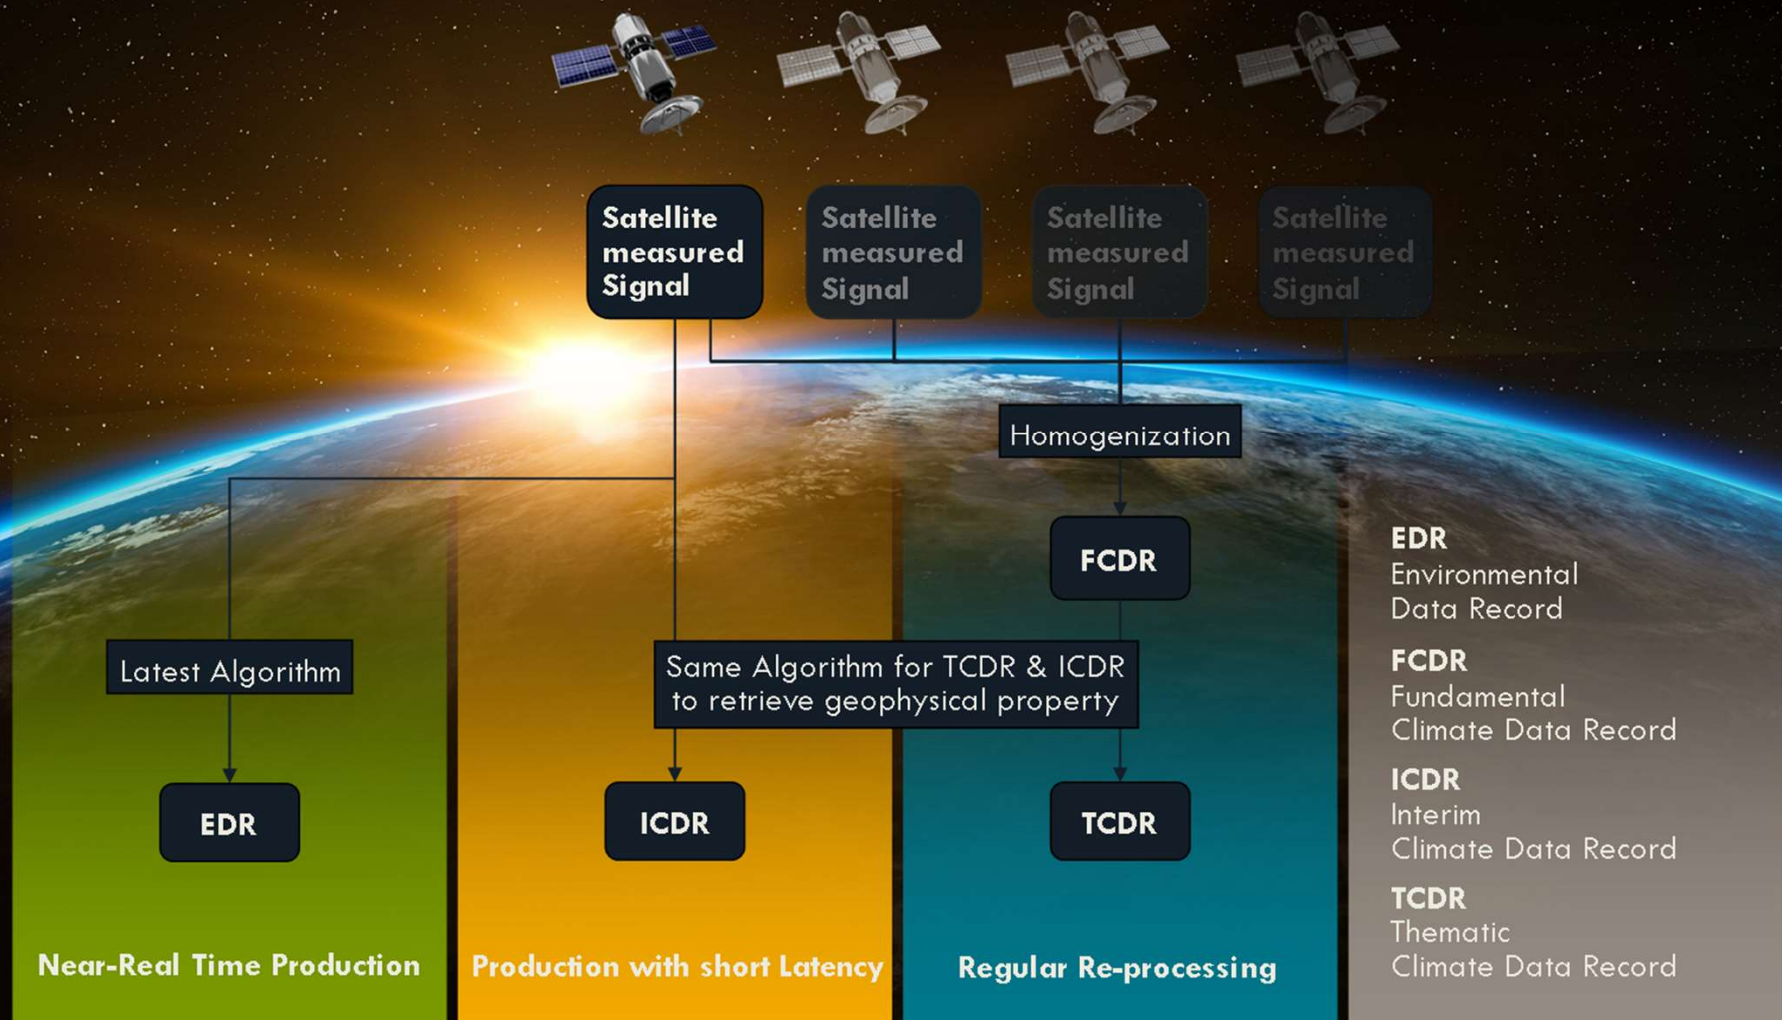 Satellite
measured
Signal
Satellite
measured
Signal
Satellite
measured
Signal
Satellite
measured
Signal
Homogenization
FCDR
Latest Algorithm
Same Algorithm for TCDR & ICDR
to retrieve geophysical property
EDR
ICDR
TCDR
Near-Real Time Production
Production with short Latency
Regular Re-processing
EDR
Environmental
Data Record
FCDR
Fundamental
Climate Data Record
ICDR
Interim
Climate Data Record
TCDR
Thematic
Climate Data Record